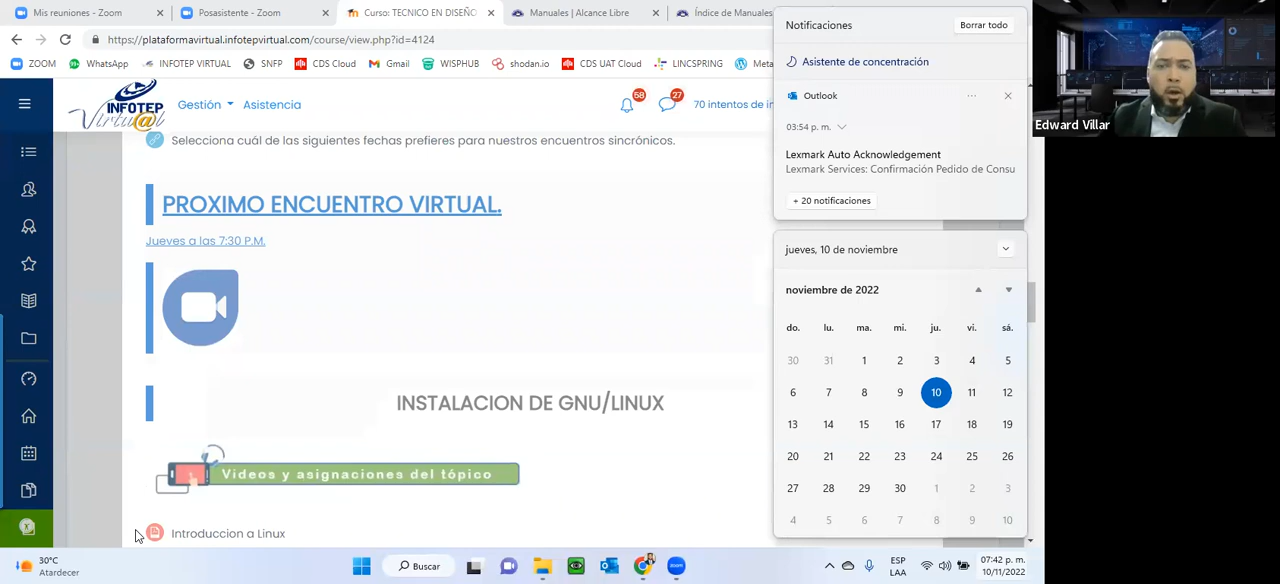 Mis reuniones - Zoom
Posasistente - Zoom
Curso: TECNICO EN DISEÑO
Manuales | Alcance Libre
Índice de Manuales
https://plataformavirtual.infotepvirtual.com/course/view.php?id=4124
ZOOM
WhatsApp
INFOTEP VIRTUAL
SNFP
CDS Cloud
Gmail
WISPHUB
shodan.io
CDS UAT Cloud
LINCSPRING
Meta
INFOTEP
Virtu@l
Gestión
Asistencia
58
27
70 intentos de in
Selecciona cuál de las siguientes fechas prefieres para nuestros encuentros sincrónicos.
PROXIMO ENCUENTRO VIRTUAL.
Jueves a las 7:30 P.M.
INSTALACION DE GNU/LINUX
Videos y asignaciones del tópico
Introduccion a Linux
Notificaciones
Borrar todo
Asistente de concentración
Outlook
03:54 p. m.
Lexmark Auto Acknowledgement
Lexmark Services: Confirmación Pedido de Consu
+ 20 notificaciones
jueves, 10 de noviembre
noviembre de 2022
do. lu. ma. mi. ju. vi. sá.
30 31 1 2 3 4 5
6 7 8 9 10 11 12
13 14 15 16 17 18 19
20 21 22 23 24 25 26
27 28 29 30 1 2 3
4 5 6 7 8 9 10
Edward Villar
30°C
Atardecer
Buscar
zoom
ESP
LAA
07:42 p. m.
10/11/2022